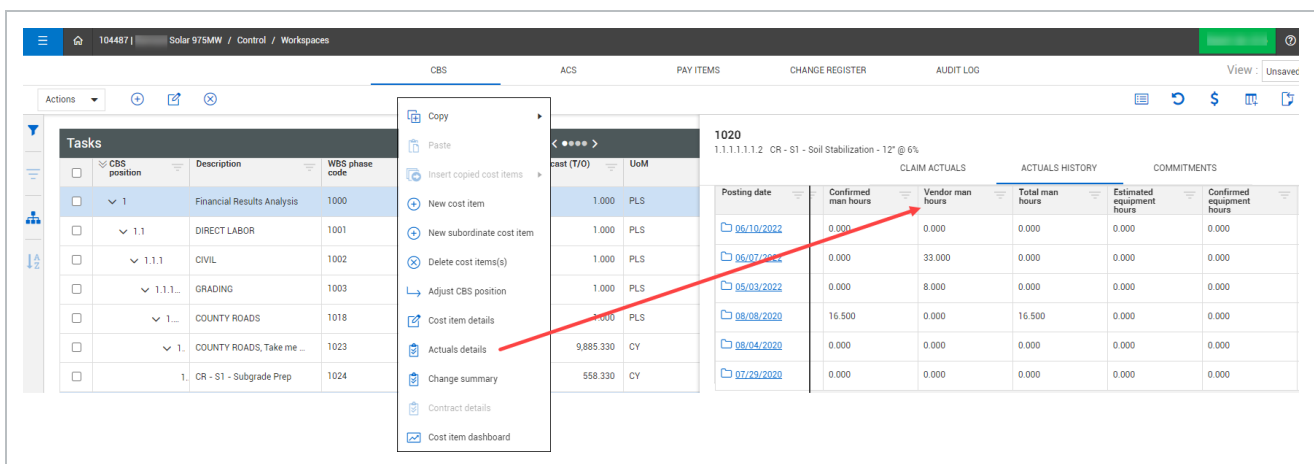 104487 | Solar 975MW / Control / Workspaces
CBS ACS PAY ITEMS CHANGE REGISTER AUDIT LOG View : Unsaved
Actions
Tasks
CBS position Description WBS phase code cast (T/O) UoM
1 Financial Results Analysis 1000 1.000 PLS
1.1 DIRECT LABOR 1001 1.000 PLS
1.1.1 CIVIL 1002 1.000 PLS
1.1.1... GRADING 1003 1.000 PLS
1.... COUNTY ROADS 1018 1.000 PLS
1. COUNTY ROADS, Take me ... 1023 9,885.330 CY
1. CR - S1 - Subgrade Prep 1024 558.330 CY
Copy
Paste
Insert copied cost items
New cost item
New subordinate cost item
Delete cost items(s)
Adjust CBS position
Cost item details
Actuals details
Change summary
Contract details
Cost item dashboard
1020
1.1.1.1.1.1.2 CR - S1 - Soil Stabilization - 12" @ 6%
CLAIM ACTUALS ACTUALS HISTORY COMMITMENTS
Posting date Confirmed man hours Vendor man hours Total man hours Estimated equipment hours Confirmed equipment hours
06/10/2022 0.000 0.000 0.000 0.000 0.000
06/07/2022 0.000 33.000 0.000 0.000 0.000
05/03/2022 0.000 8.000 0.000 0.000 0.000
08/08/2020 16.500 0.000 16.500 0.000 0.000
08/04/2020 0.000 0.000 0.000 0.000 0.000
07/29/2020 0.000 0.000 0.000 0.000 0.000